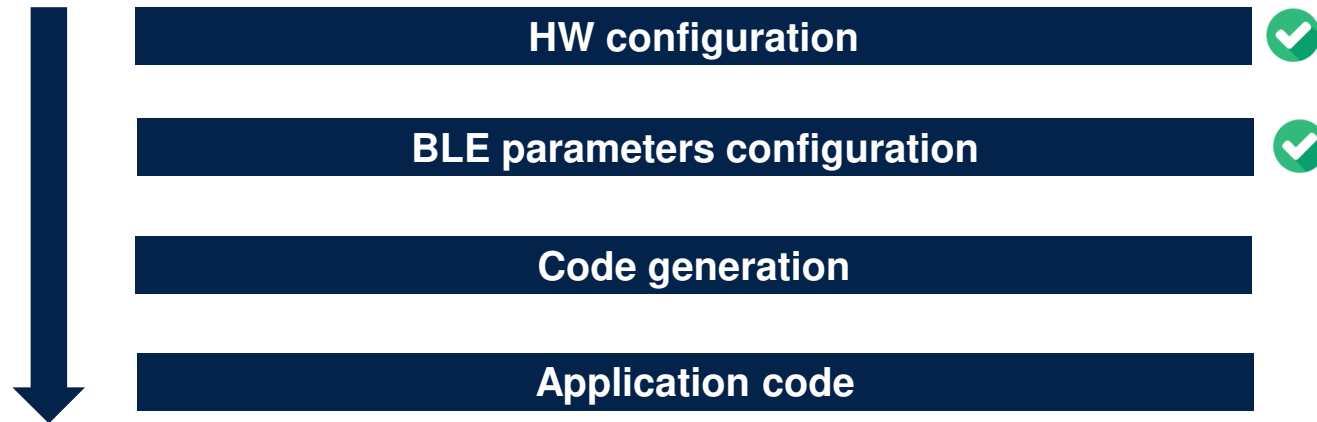 HW configuration
BLE parameters configuration
Code generation
Application code